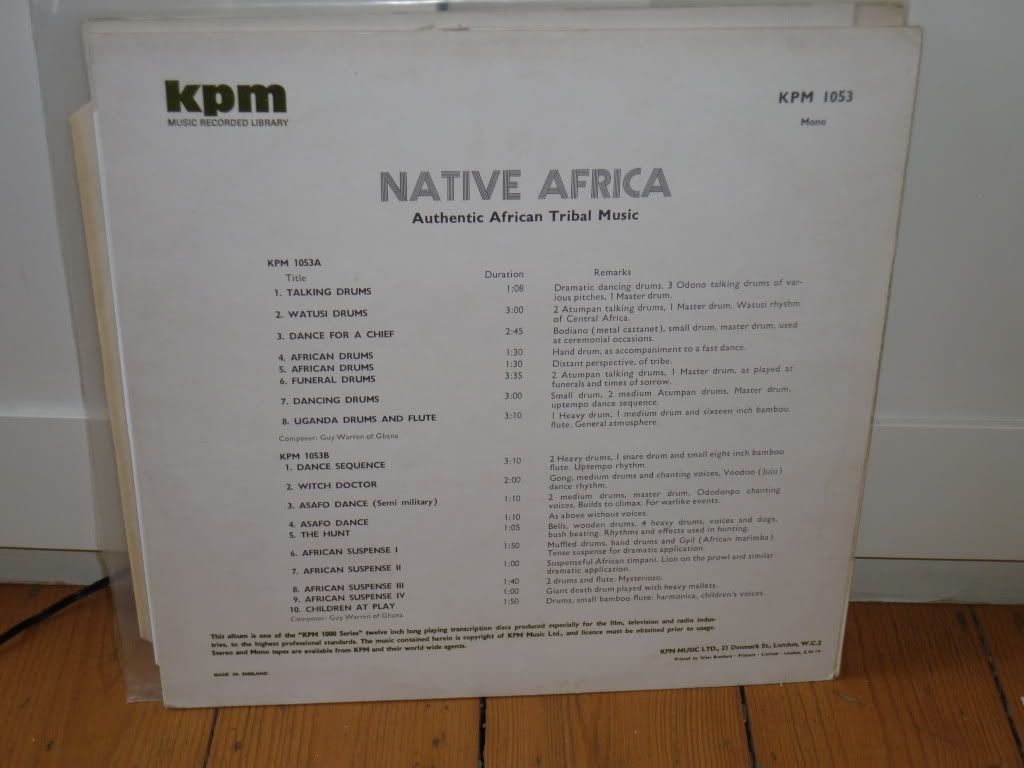 kpm
MUSIC RECORDED LIBRARY
KPM 1053
Mono
NATIVE AFRICA
Authentic African Tribal Music
KPM 1053A
Title Duration Remarks
1. TALKING DRUMS 1:08 Dramatic dancing drums. 3 Odono talking drums of var-
ious pitches, 1 Master drum.
2. WATUSI DRUMS 3:00 2 Atumpan talking drums, 1 Master drum. Watusi rhythm
of Central Africa.
3. DANCE FOR A CHIEF 2:45 Bodiano (metal castanet), small drum, master drum, used
at ceremonial occasions.
4. AFRICAN DRUMS 1:30 Hand drum, as accompaniment to a fast dance.
5. AFRICAN DRUMS 1:30 Distant perspective, of tribe.
6. FUNERAL DRUMS 3:35 2 Atumpan talking drums, 1 Master drum, as played at
funerals and times of sorrow.
7. DANCING DRUMS 3:00 Small drum, 2 medium Atumpan drums, Master drum,
uptempo dance sequence.
8. UGANDA DRUMS AND FLUTE 3:10 1 Heavy drum, 1 medium drum and sixteen inch bamboo
flute. General atmosphere.
Composer: Guy Warren of Ghana
KPM 1053B
1. DANCE SEQUENCE 3:10 2 Heavy drums, 1 snare drum and small eight inch bamboo
flute. Uptempo rhythm.
2. WITCH DOCTOR 2:00 Gong, medium drums and chanting voices, Voodoo (Juju)
dance rhythm.
3. ASAFO DANCE (Semi military) 1:10 2 medium drums, master drum, Ododonpo chanting
voices. Builds to climax. For warlike events.
4. ASAFO DANCE 1:10 As above without voices.
5. THE HUNT 1:05 Bells, wooden drums, 4 heavy drums, voices and dogs,
bush beating. Rhythms and effects used in hunting.
6. AFRICAN SUSPENSE I 1:50 Muffled drums, hand drums and Gyil (African marimba).
Tense suspense for dramatic application.
7. AFRICAN SUSPENSE II 1:00 Suspenseful African timpani. Lion on the prowl and similar
dramatic application.
8. AFRICAN SUSPENSE III 1:40 2 drums and flute. Mysterioso.
9. AFRICAN SUSPENSE IV 1:00 Giant death drum played with heavy mallets.
10. CHILDREN AT PLAY 1:50 Drums, small bamboo flute, harmonica, children's voices.
Composer: Guy Warren of Ghana
This album is one of the "KPM 1000 Series" twelve inch long playing transcription discs produced especially for the film, television and radio indus-
tries, to the highest professional standards. The music contained herein is copyright of KPM Music Ltd., and licence must be obtained prior to usage.
Stereo and Mono tapes are available from KPM and their world wide agents.
KPM MUSIC LTD., 21 Denmark St., London, W.C.2
Printed by West Brothers - Printers - Limited - London, S.W.19
MADE IN ENGLAND